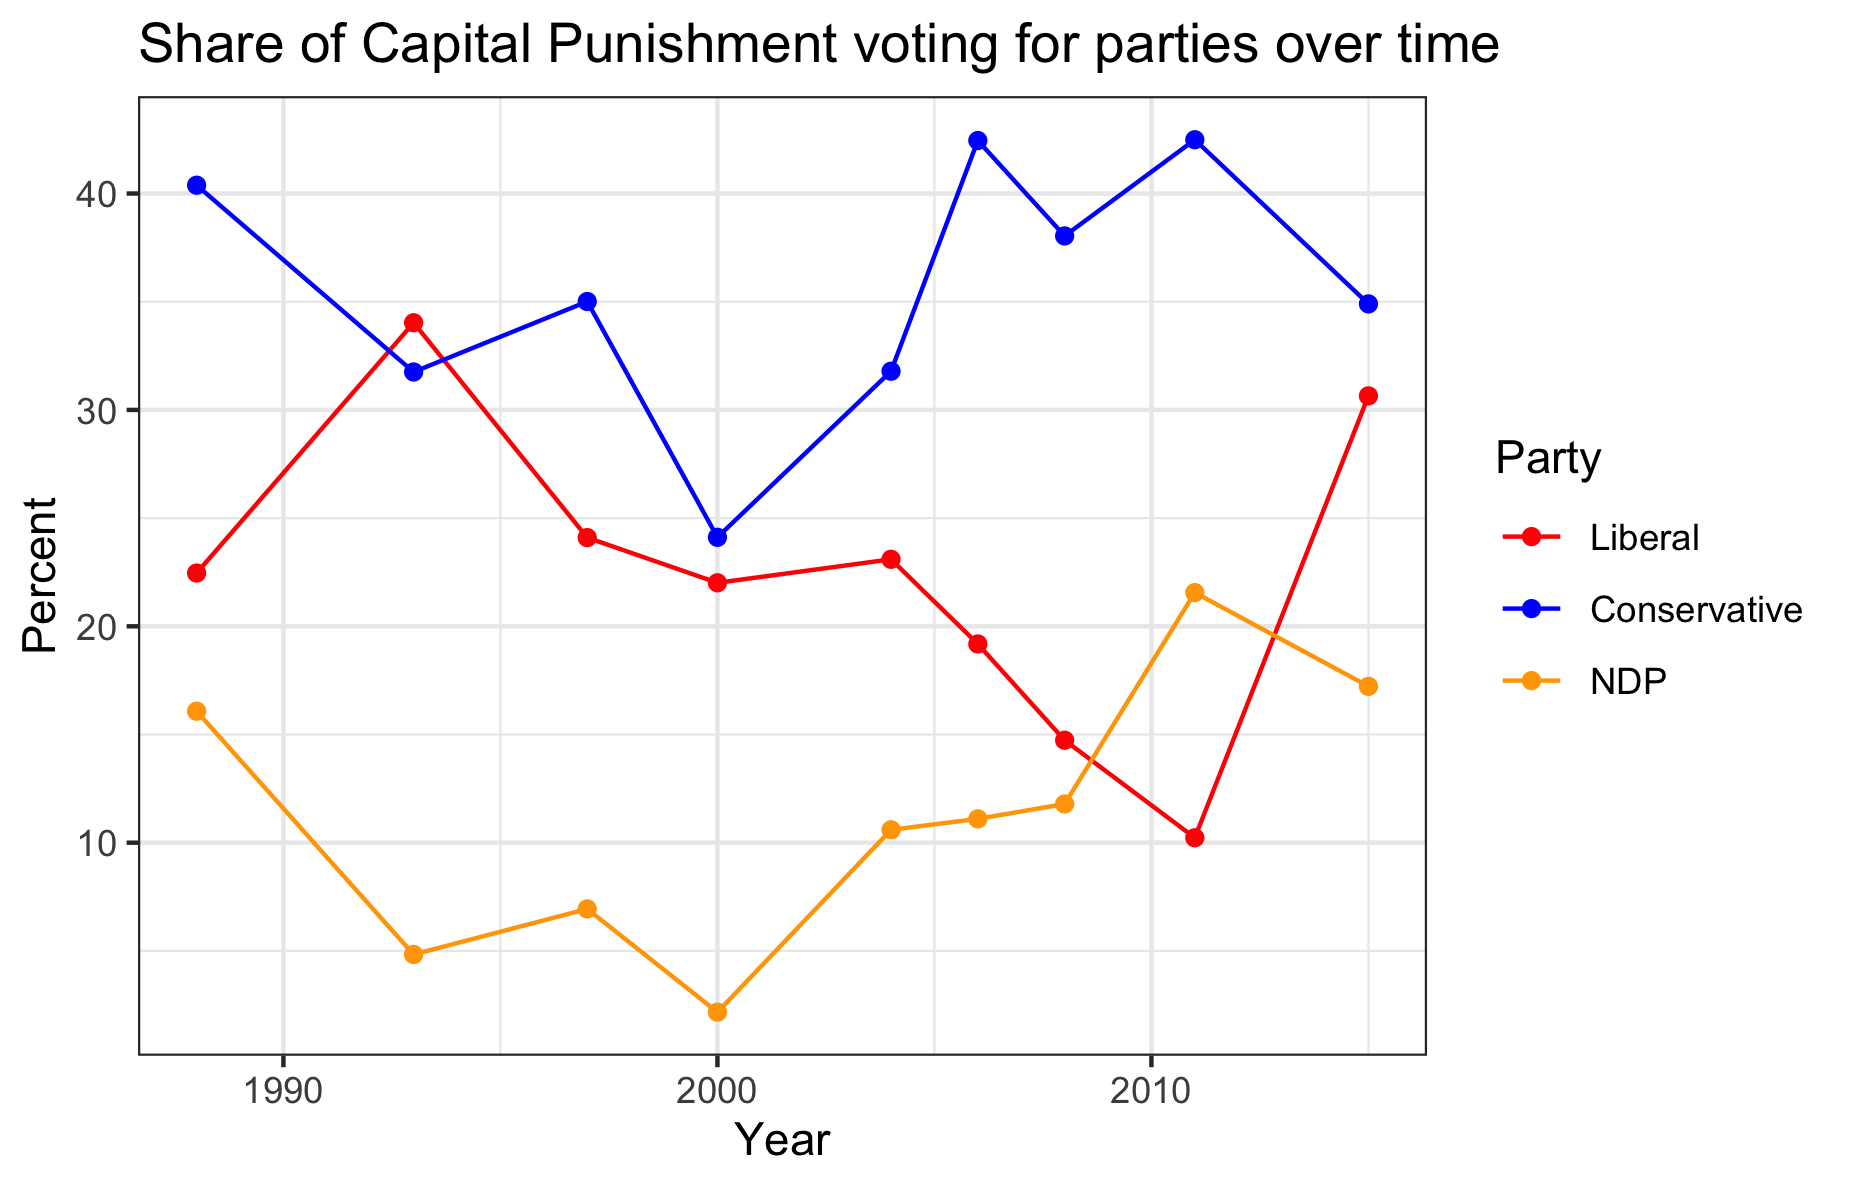 Share of Capital Punishment voting for parties over time
Percent
40
30
20
10
1990
2000
2010
Year
Party
Liberal
Conservative
NDP